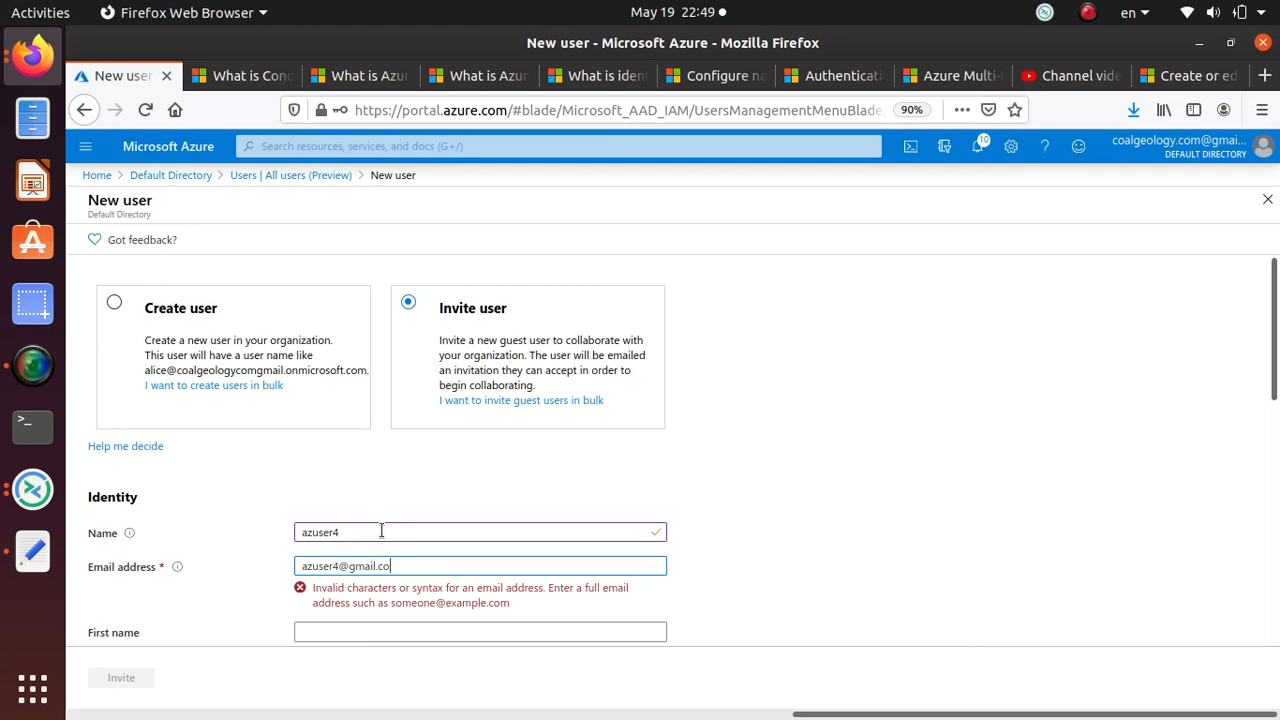 Activities
Firefox Web Browser
May 19 22:49
en
New user - Microsoft Azure - Mozilla Firefox
New user
What is Con
What is Azur
What is Azu
What is iden
Configure na
Authenticati
Azure Multi-
Channel vide
Create or ed
https://portal.azure.com/#blade/Microsoft_AAD_IAM/UsersManagementMenuBlade
90%
Microsoft Azure
Search resources, services, and docs (G+/)
10
coalgeology.com@gmai...
DEFAULT DIRECTORY
Home > Default Directory > Users | All users (Preview) > New user
New user
Default Directory
Got feedback?
Create user
Create a new user in your organization.
This user will have a user name like
alice@coalgeologycomgmail.onmicrosoft.com.
I want to create users in bulk
Invite user
Invite a new guest user to collaborate with
your organization. The user will be emailed
an invitation they can accept in order to
begin collaborating.
I want to invite guest users in bulk
Help me decide
Identity
Name
azuser4
Email address *
azuser4@gmail.co
Invalid characters or syntax for an email address. Enter a full email
address such as someone@example.com
First name
Invite